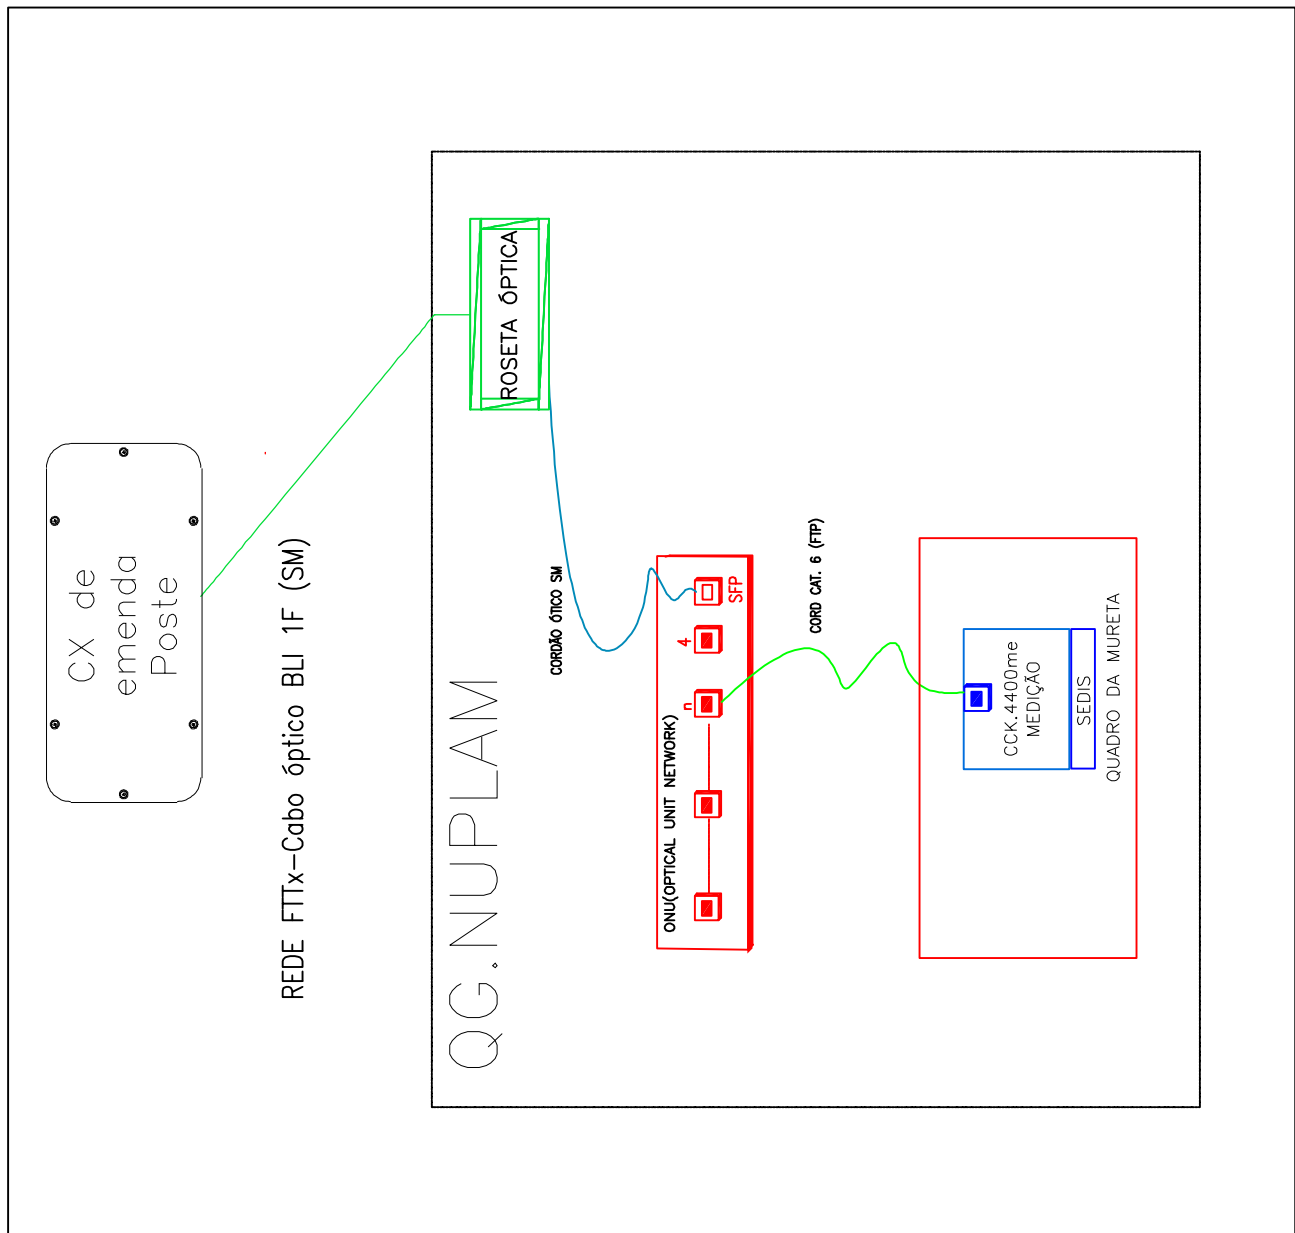 CX de
emenda
Poste
REDE FTTx-Cabo óptico BLI 1F (SM)
QG.NUPLAM
ROSETA ÓPTICA
CORDÃO ÓTICO SM
ONU(OPTICAL UNIT NETWORK)
n
4
SFP
CORD CAT. 6 (FTP)
CCK.4400me
MEDIÇÃO
SEDIS
QUADRO DA MURETA